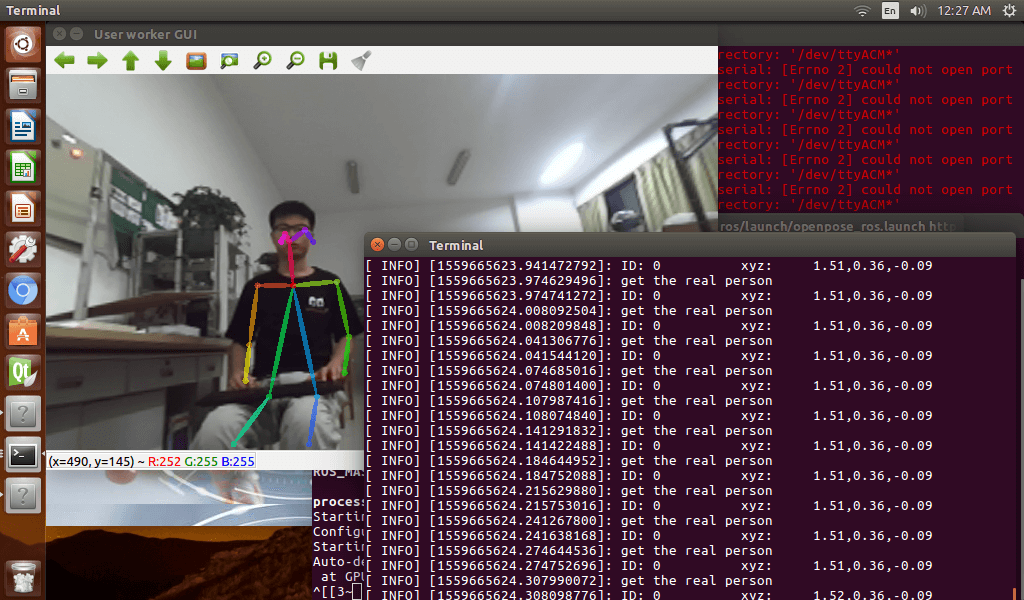 Terminal
En
12:27 AM
User worker GUI
rectory: '/dev/ttyACM*'
serial: [Errno 2] could not open port
rectory: '/dev/ttyACM*'
serial: [Errno 2] could not open port
rectory: '/dev/ttyACM*'
serial: [Errno 2] could not open port
rectory: '/dev/ttyACM*'
serial: [Errno 2] could not open port
rectory: '/dev/ttyACM*'
serial: [Errno 2] could not open port
rectory: '/dev/ttyACM*'
ros/launch/openpose_ros.launch http
Terminal
[ INFO] [1559665623.941472792]: ID: 0 xyz: 1.51,0.36,-0.09
[ INFO] [1559665623.974629496]: get the real person
[ INFO] [1559665623.974741272]: ID: 0 xyz: 1.51,0.36,-0.09
[ INFO] [1559665624.008092504]: get the real person
[ INFO] [1559665624.008209848]: ID: 0 xyz: 1.51,0.36,-0.09
[ INFO] [1559665624.041306776]: get the real person
[ INFO] [1559665624.041544120]: ID: 0 xyz: 1.51,0.36,-0.09
[ INFO] [1559665624.074685016]: get the real person
[ INFO] [1559665624.074801400]: ID: 0 xyz: 1.51,0.36,-0.09
[ INFO] [1559665624.107987416]: get the real person
[ INFO] [1559665624.108074840]: ID: 0 xyz: 1.51,0.36,-0.09
[ INFO] [1559665624.141291832]: get the real person
[ INFO] [1559665624.141422488]: ID: 0 xyz: 1.51,0.36,-0.09
[ INFO] [1559665624.184644952]: get the real person
[ INFO] [1559665624.184752088]: ID: 0 xyz: 1.51,0.36,-0.09
[ INFO] [1559665624.215629880]: get the real person
[ INFO] [1559665624.215753016]: ID: 0 xyz: 1.51,0.36,-0.09
[ INFO] [1559665624.241267800]: get the real person
[ INFO] [1559665624.241638168]: ID: 0 xyz: 1.51,0.36,-0.09
[ INFO] [1559665624.274644536]: get the real person
[ INFO] [1559665624.274752696]: ID: 0 xyz: 1.51,0.36,-0.09
[ INFO] [1559665624.307990072]: get the real person
[ INFO] [1559665624.308098776]: ID: 0 xyz: 1.52,0.36,-0.09
(x=490, y=145) ~ R:252 G:255 B:255
ROS_MA
process
Startin
Configu
Startin
Auto-de
at GPU
^[[3~
Qt